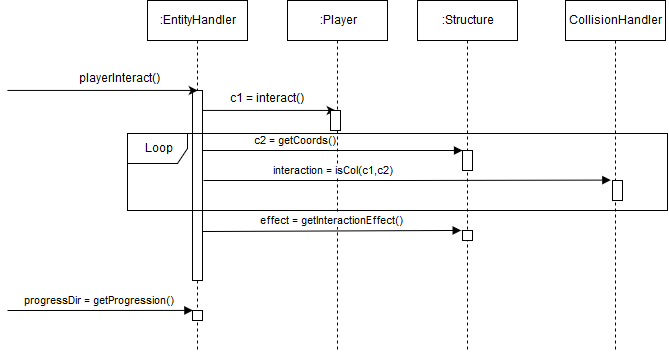 :EntityHandler
:Player
:Structure
CollisionHandler
playerInteract()
c1 = interact()
Loop
c2 = getCoords()
interaction = isCol(c1,c2)
effect = getInteractionEffect()
progressDir = getProgression()